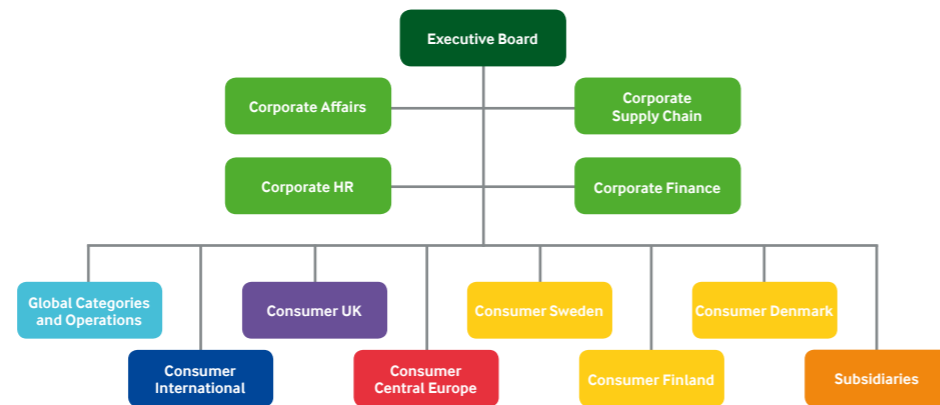 Executive Board
Corporate Affairs
Corporate
Supply Chain
Corporate HR
Corporate Finance
Global Categories
and Operations
Consumer UK
Consumer Sweden
Consumer Denmark
Consumer
International
Consumer
Central Europe
Consumer Finland
Subsidiaries